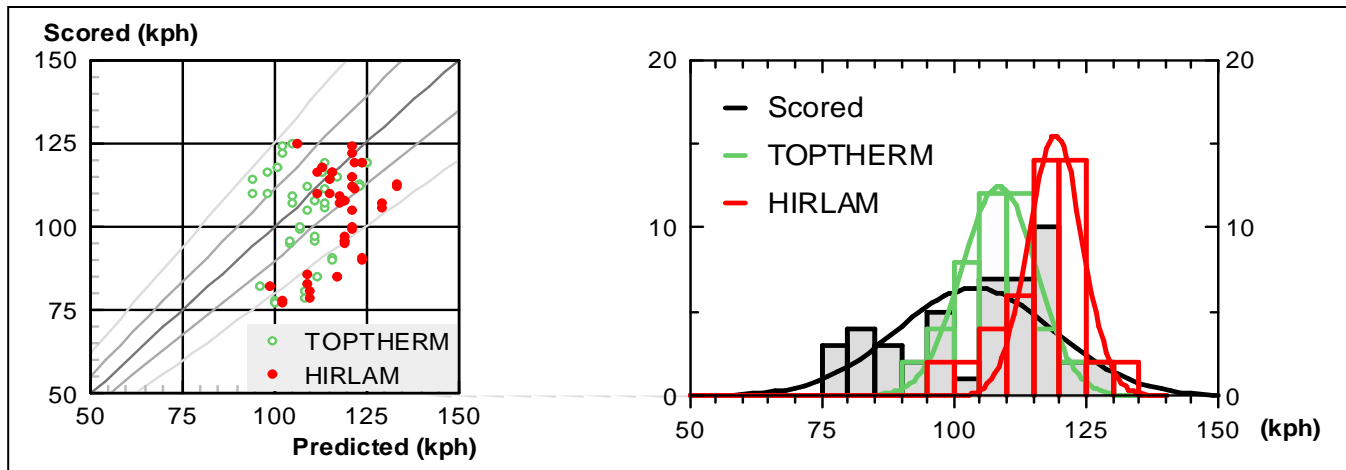 Scored (kph)
150
125
100
75
50
TOPTHERM
HIRLAM
50 75 100 125 150
Predicted (kph)
20 20
Scored
TOPTHERM
HIRLAM
10 10
0 0
50 75 100 125 150 (kph)